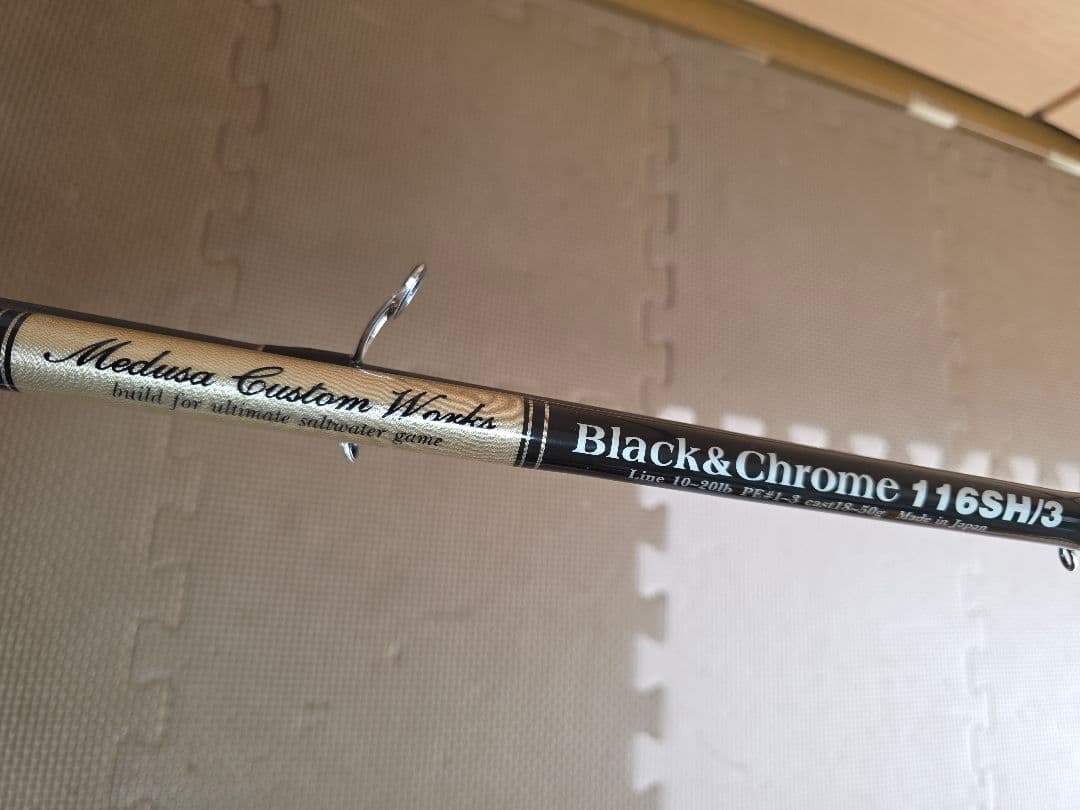 Medusa Custom Works
build for ultimate saltwater game
Black&Chrome 116SH/3
Line 10-20lb PE#1-3 cast18-50g Made in Japan